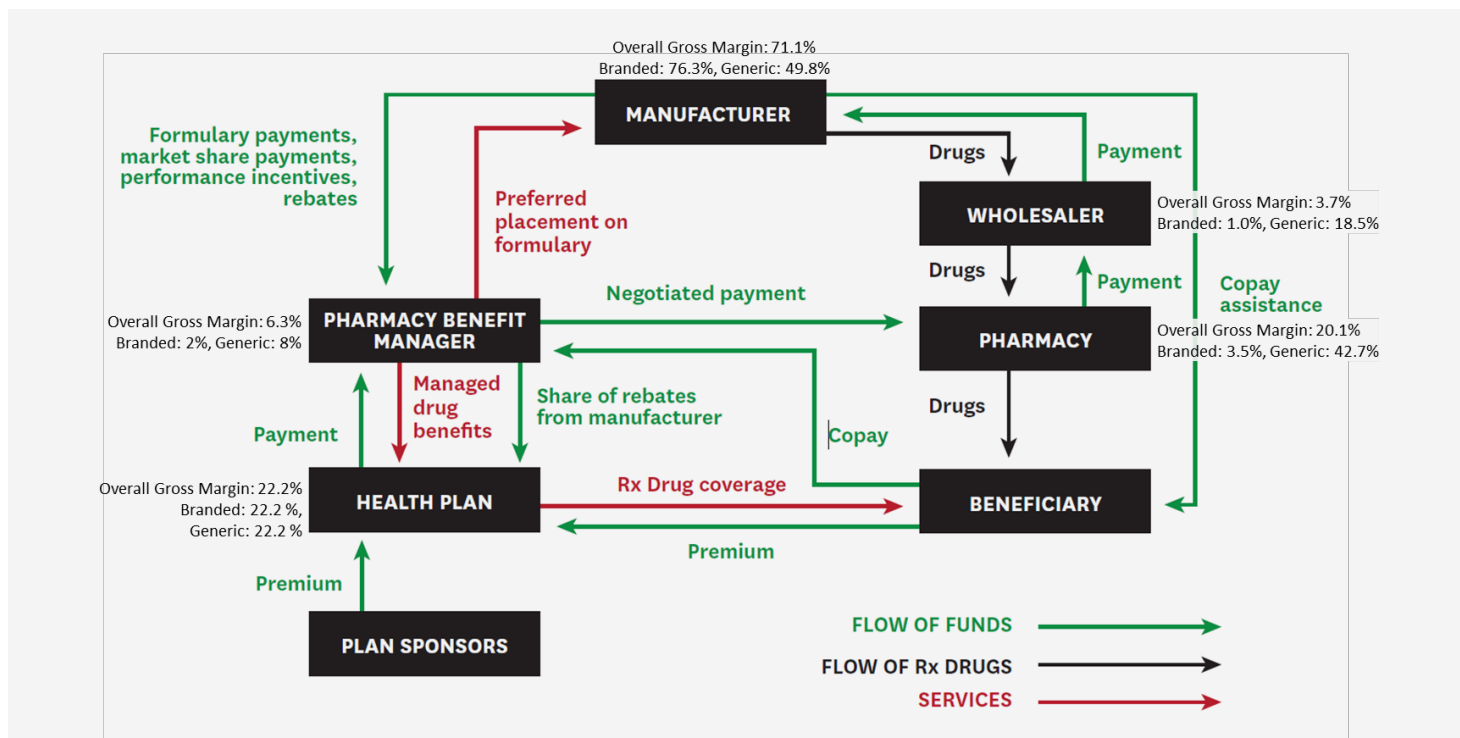 Overall Gross Margin: 71.1%
Branded: 76.3%, Generic: 49.8%
MANUFACTURER
Formulary payments,
market share payments,
performance incentives,
rebates
Preferred
placement on
formulary
Drugs
Payment
WHOLESALER
Overall Gross Margin: 3.7%
Branded: 1.0%, Generic: 18.5%
Drugs
Payment
Copay
assistance
Negotiated payment
Overall Gross Margin: 6.3%
Branded: 2%, Generic: 8%
PHARMACY BENEFIT
MANAGER
PHARMACY
Overall Gross Margin: 20.1%
Branded: 3.5%, Generic: 42.7%
Payment
Managed
drug
benefits
Share of rebates
from manufacturer
Copay
Drugs
Overall Gross Margin: 22.2%
Branded: 22.2 %,
Generic: 22.2 %
HEALTH PLAN
Rx Drug coverage
BENEFICIARY
Premium
Premium
PLAN SPONSORS
FLOW OF FUNDS
FLOW OF Rx DRUGS
SERVICES